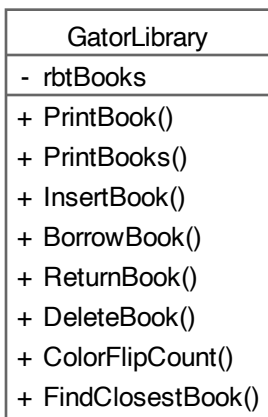 GatorLibrary
- rbtBooks
+ PrintBook()
+ PrintBooks()
+ InsertBook()
+ BorrowBook()
+ ReturnBook()
+ DeleteBook()
+ ColorFlipCount()
+ FindClosestBook()